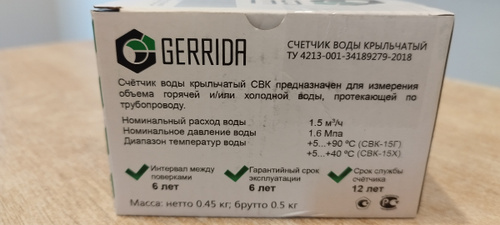 GERRIDA
СЧЕТЧИК ВОДЫ КРЫЛЬЧАТЫЙ
ТУ 4213-001-34189279-2018
Счётчик воды крыльчатый СВК предназначен для измерения
объема горячей и/или холодной воды, протекающей по
трубопроводу.
Номинальный расход воды 1.5 м³/ч
Номинальное давление воды 1.6 Мпа
Диапазон температур воды +5...+90 ºC (СВК-15Г)
+5...+40 ºC (СВК-15Х)
Интервал между
поверками
6 лет
Гарантийный срок
эксплуатации
6 лет
Срок службы
счётчика
12 лет
Масса: нетто 0.45 кг; брутто 0.5 кг